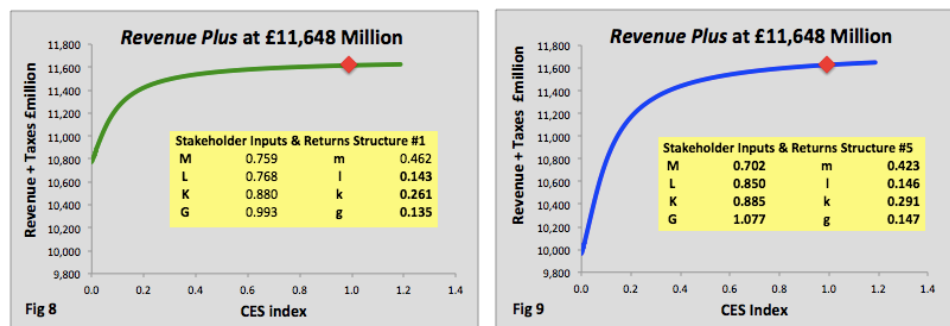 Revenue Plus at £11,648 Million
Revenue + Taxes £million
11,800
11,600
11,400
11,200
11,000
10,800
10,600
10,400
10,200
10,000
9,800
Stakeholder Inputs & Returns Structure #1
M 0.759 m 0.462
L 0.768 l 0.143
K 0.880 k 0.261
G 0.993 g 0.135
0.0 0.2 0.4 0.6 0.8 1.0 1.2 1.4
Fig 8 CES index
Revenue Plus at £11,648 Million
Revenue + Taxes £million
11,800
11,600
11,400
11,200
11,000
10,800
10,600
10,400
10,200
10,000
9,800
Stakeholder Inputs & Returns Structure #5
M 0.702 m 0.423
L 0.850 l 0.146
K 0.885 k 0.291
G 1.077 g 0.147
0.0 0.2 0.4 0.6 0.8 1.0 1.2 1.4
Fig 9 CES Index